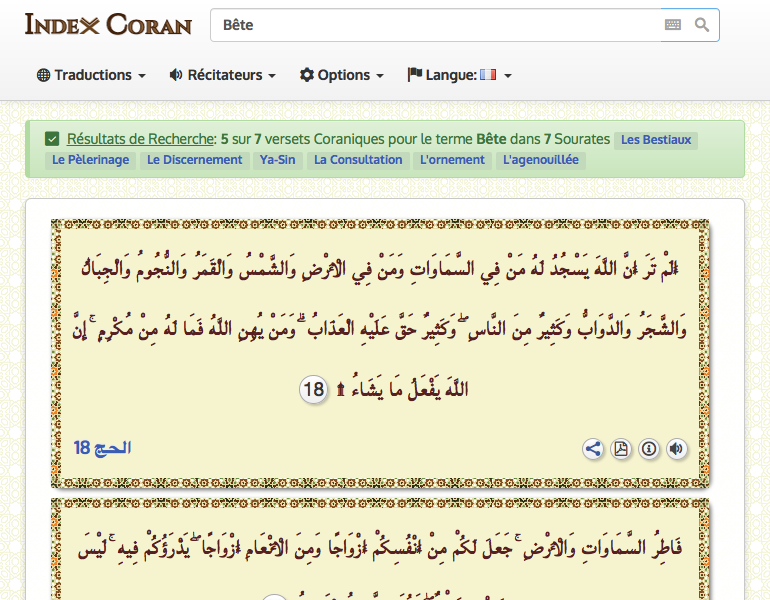 INDEX CORAN
Bête
Traductions Récitateurs Options Langue:
Résultats de Recherche: 5 sur 7 versets Coraniques pour le terme Bête dans 7 Sourates Les Bestiaux
Le Pèlerinage Le Discernement Ya-Sin La Consultation L'ornement L'agenouillée
أَلَمْ تَرَ أَنَّ اللَّهَ يَسْجُدُ لَهُ مَنْ فِي السَّمَاوَاتِ وَمَنْ فِي الْأَرْضِ وَالشَّمْسُ وَالْقَمَرُ وَالنُّجُومُ وَالْجِبَالُ
وَالشَّجَرُ وَالدَّوَابُّ وَكَثِيرٌ مِنَ النَّاسِ ۖ وَكَثِيرٌ حَقَّ عَلَيْهِ الْعَذَابُ ۗ وَمَنْ يُهِنِ اللَّهُ فَمَا لَهُ مِنْ مُكْرِمٍ ۚ إِنَّ
اللَّهَ يَفْعَلُ مَا يَشَاءُ ۩ 18
الحج 18
فَاطِرُ السَّمَاوَاتِ وَالْأَرْضِ ۚ جَعَلَ لَكُمْ مِنْ أَنْفُسِكُمْ أَزْوَاجًا وَمِنَ الْأَنْعَامِ أَزْوَاجًا ۖ يَذْرَؤُكُمْ فِيهِ ۚ لَيْسَ